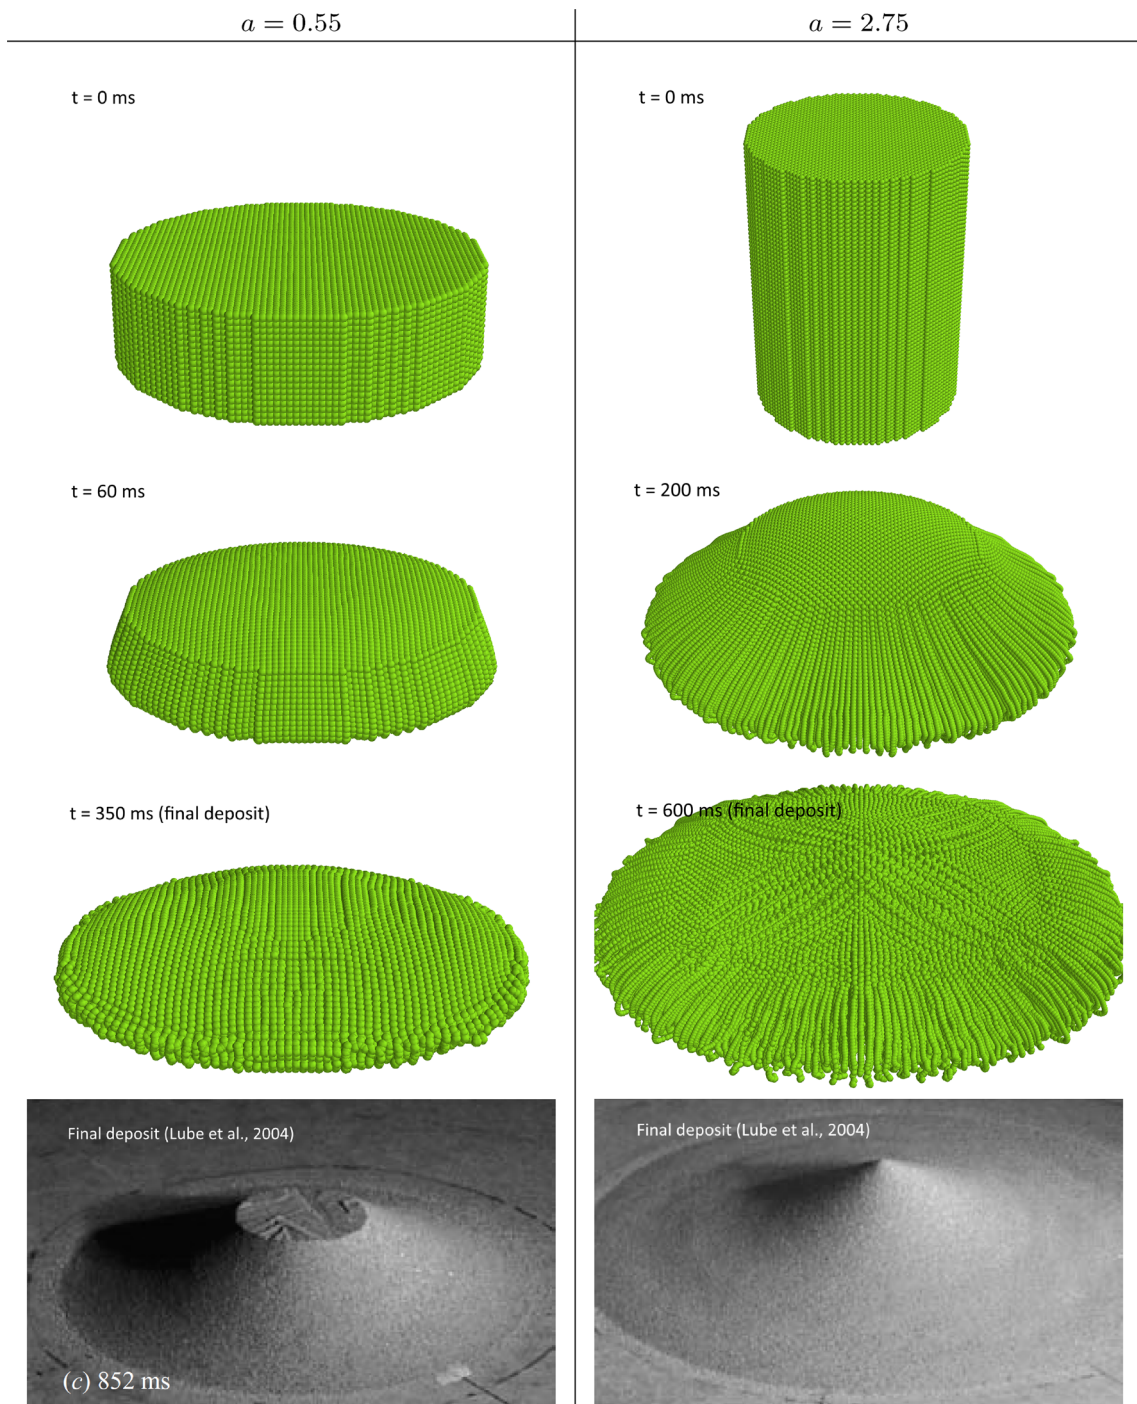 a = 0.55
a = 2.75
t = 0 ms
t = 0 ms
t = 60 ms
t = 200 ms
t = 350 ms (final deposit)
t = 600 ms (final deposit)
Final deposit (Lube et al., 2004)
Final deposit (Lube et al., 2004)
(c) 852 ms